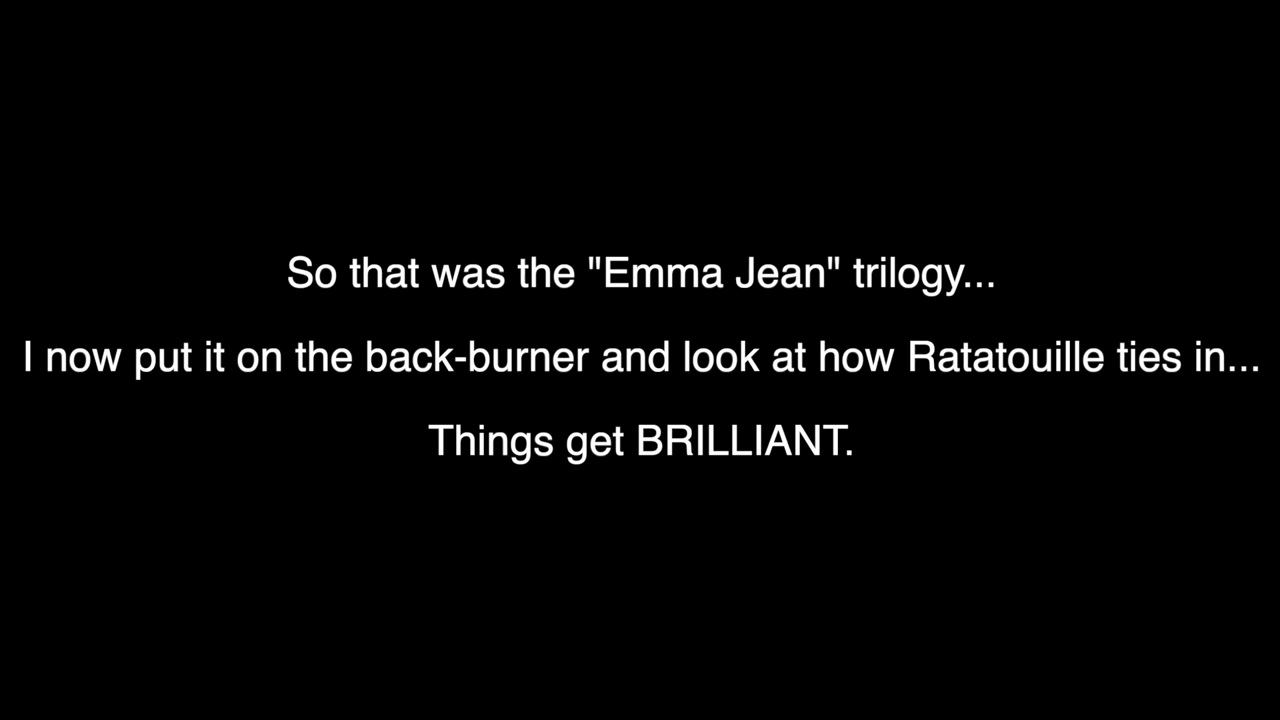 So that was the "Emma Jean" trilogy...
I now put it on the back-burner and look at how Ratatouille ties in...
Things get BRILLIANT.